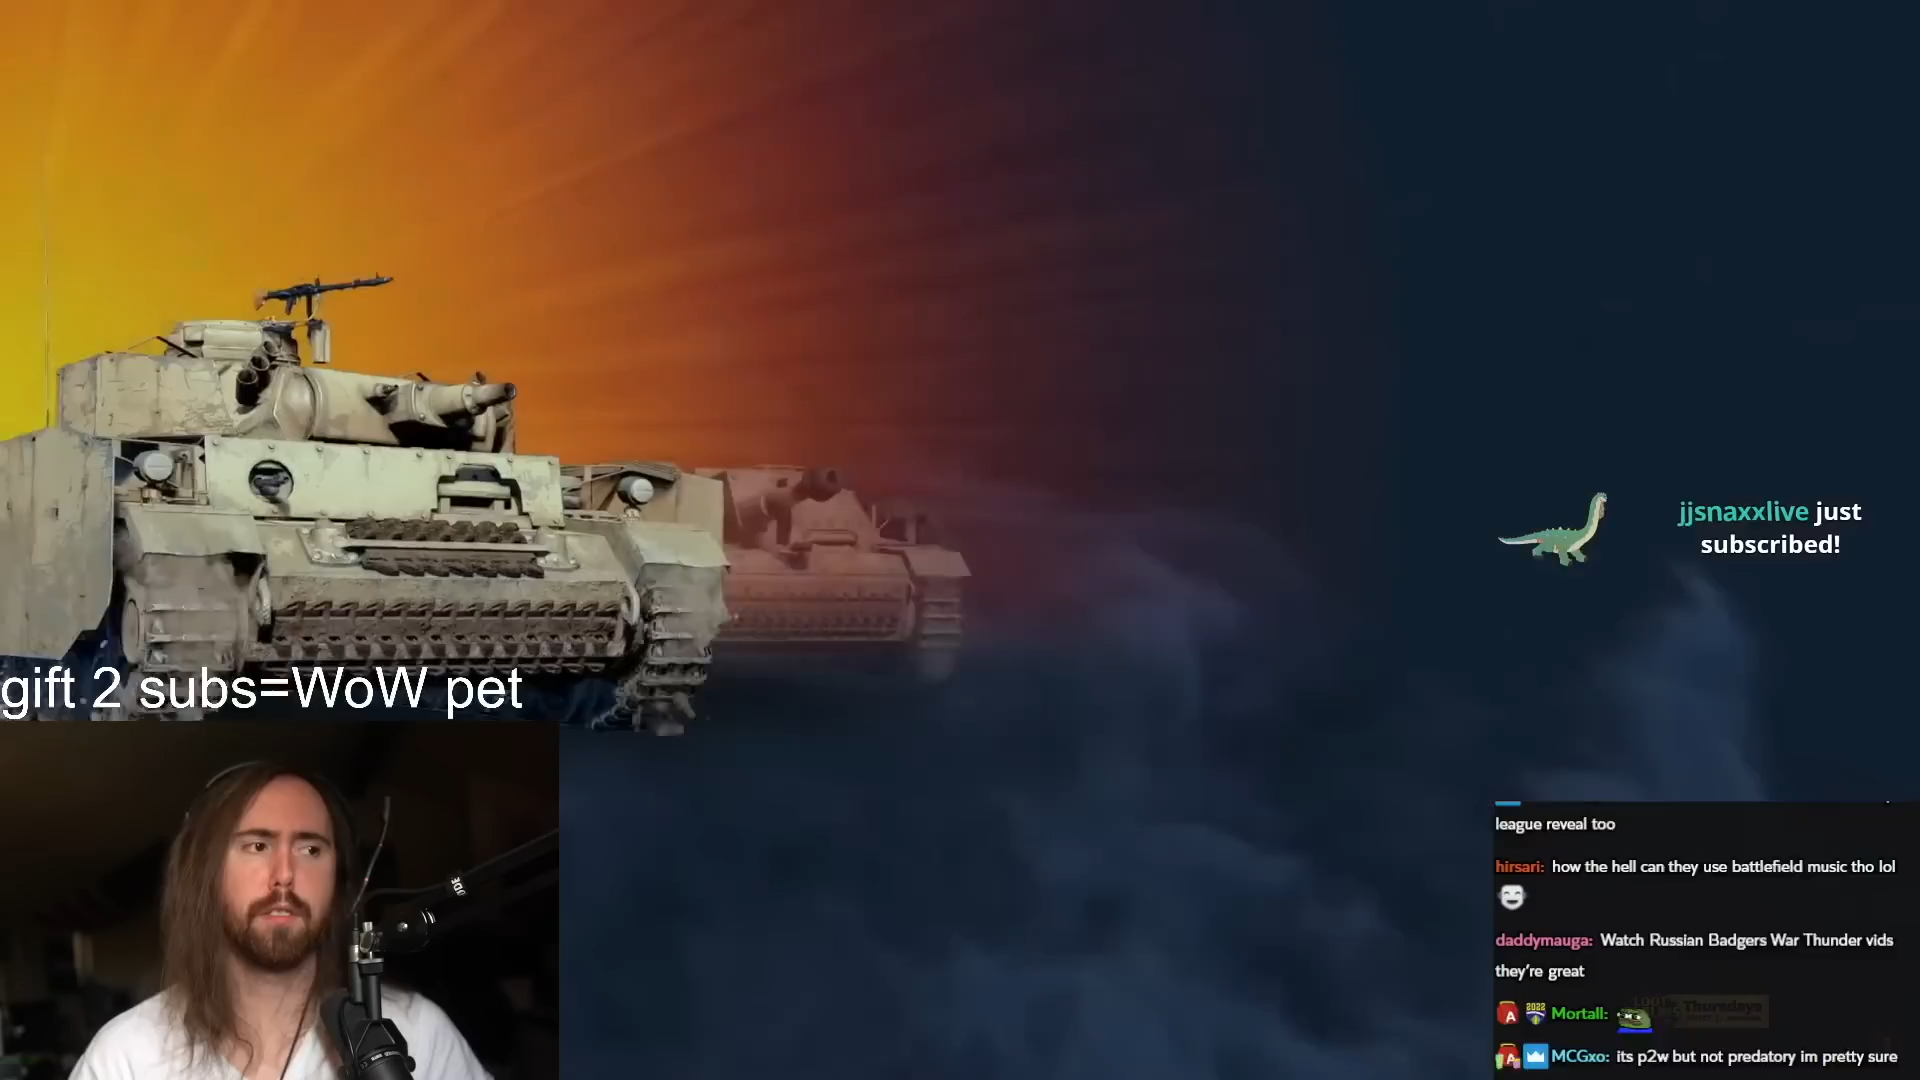 jjsnaxxlive just
subscribed!
gift 2 subs=WoW pet
league reveal too
hirsari: how the hell can they use battlefield music tho lol
daddymauga: Watch Russian Badgers War Thunder vids
they're great
2022 Mortall:
Thursdays
MCGxo: its p2w but not predatory im pretty sure